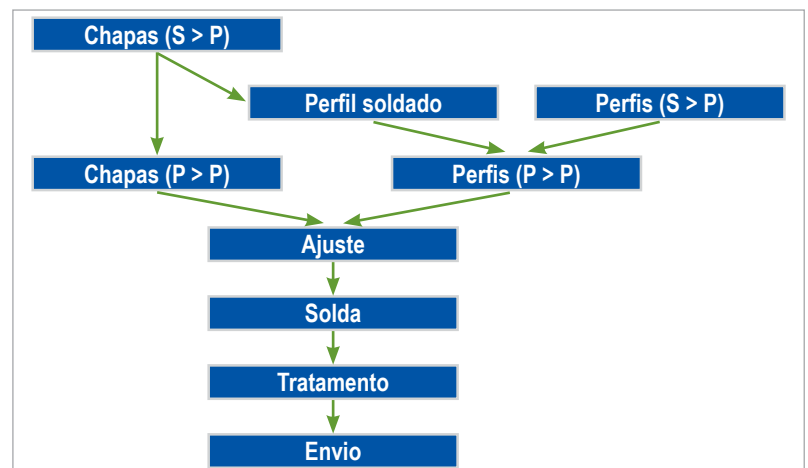 Chapas (S > P)
Perfil soldado
Perfis (S > P)
Chapas (P > P)
Perfis (P > P)
Ajuste
Solda
Tratamento
Envio